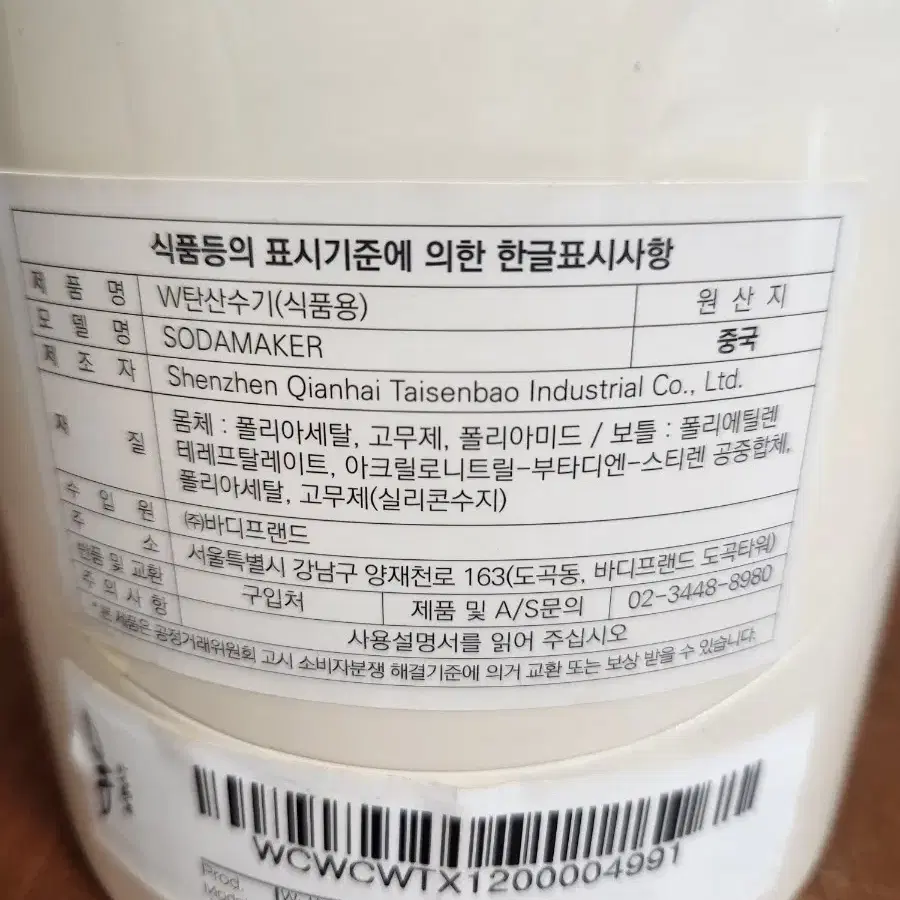 식품등의 표시기준에 의한 한글표시사항
제 품 명 W탄산수기(식품용) 원 산 지
모 델 명 SODAMAKER 중국
제 조 자 Shenzhen Qianhai Taisenbao Industrial Co., Ltd.
재 질 몸체 : 폴리아세탈, 고무제, 폴리아미드 / 보틀 : 폴리에틸렌
테레프탈레이트, 아크릴로니트릴-부타디엔-스티렌 공중합체,
폴리아세탈, 고무제(실리콘수지)
수 입 원 ㈜바디프랜드
주 소 서울특별시 강남구 양재천로 163(도곡동, 바디프랜드 도곡타워)
반품 및 교환 구입처 제품 및 A/S문의 02-3448-8980
주 의 사 항 사용설명서를 읽어 주십시오
*본 제품은 공정거래위원회 고시 소비자분쟁 해결기준에 의거 교환 또는 보상 받을 수 있습니다.
WCWCWTX1200004991
Prod.